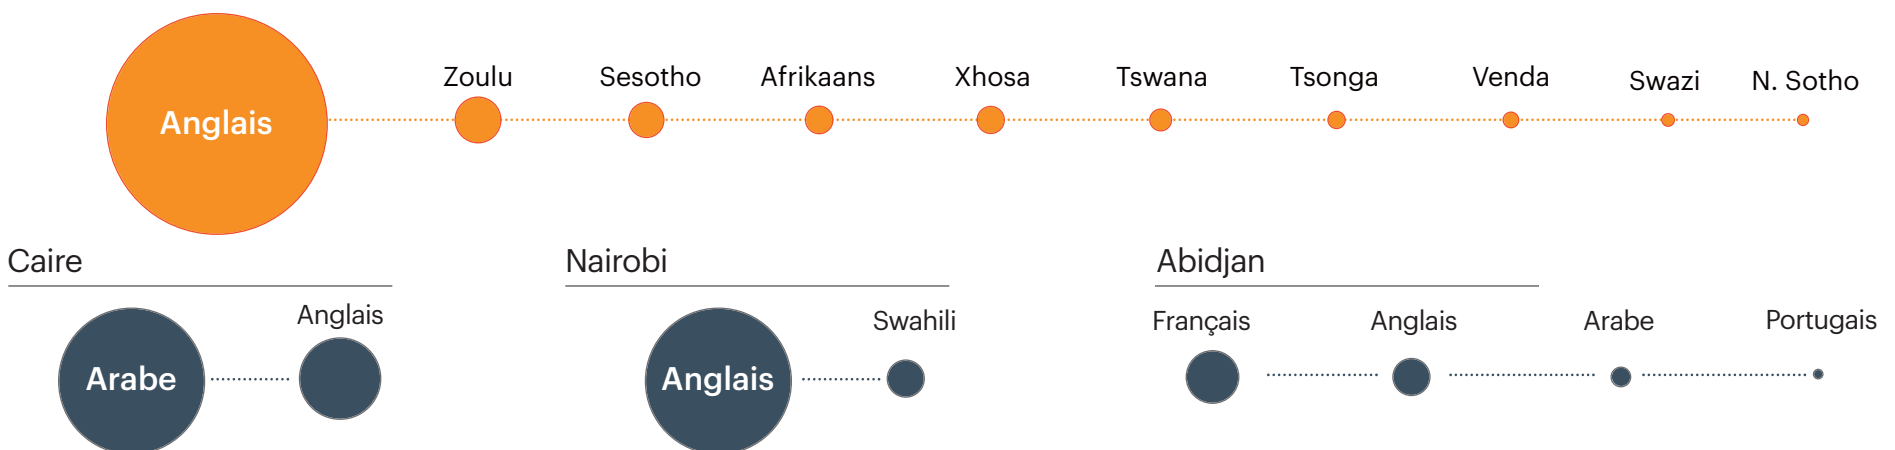 Anglais
Zoulu
Sesotho
Afrikaans
Xhosa
Tswana
Tsonga
Venda
Swazi
N. Sotho
Caire
Arabe
Anglais
Nairobi
Anglais
Swahili
Abidjan
Français
Anglais
Arabe
Portugais